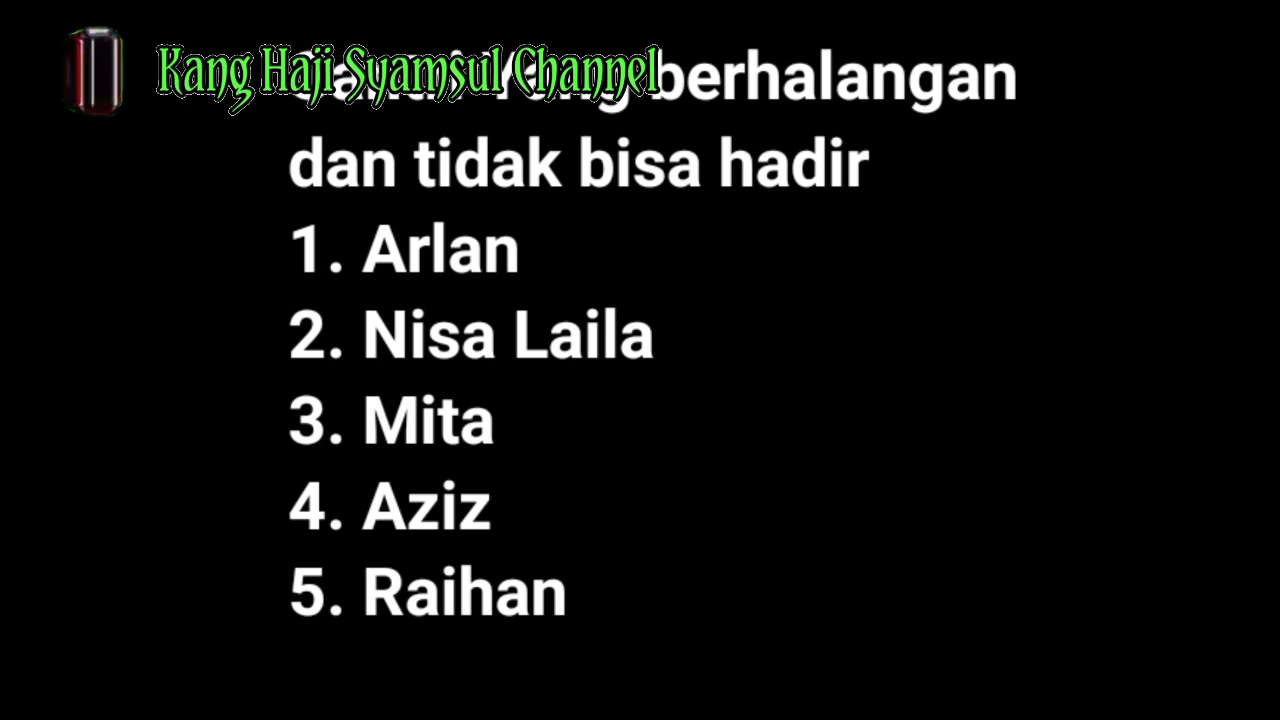 Kang Haji Syamsul Channel
berhalangan
dan tidak bisa hadir
1. Arlan
2. Nisa Laila
3. Mita
4. Aziz
5. Raihan